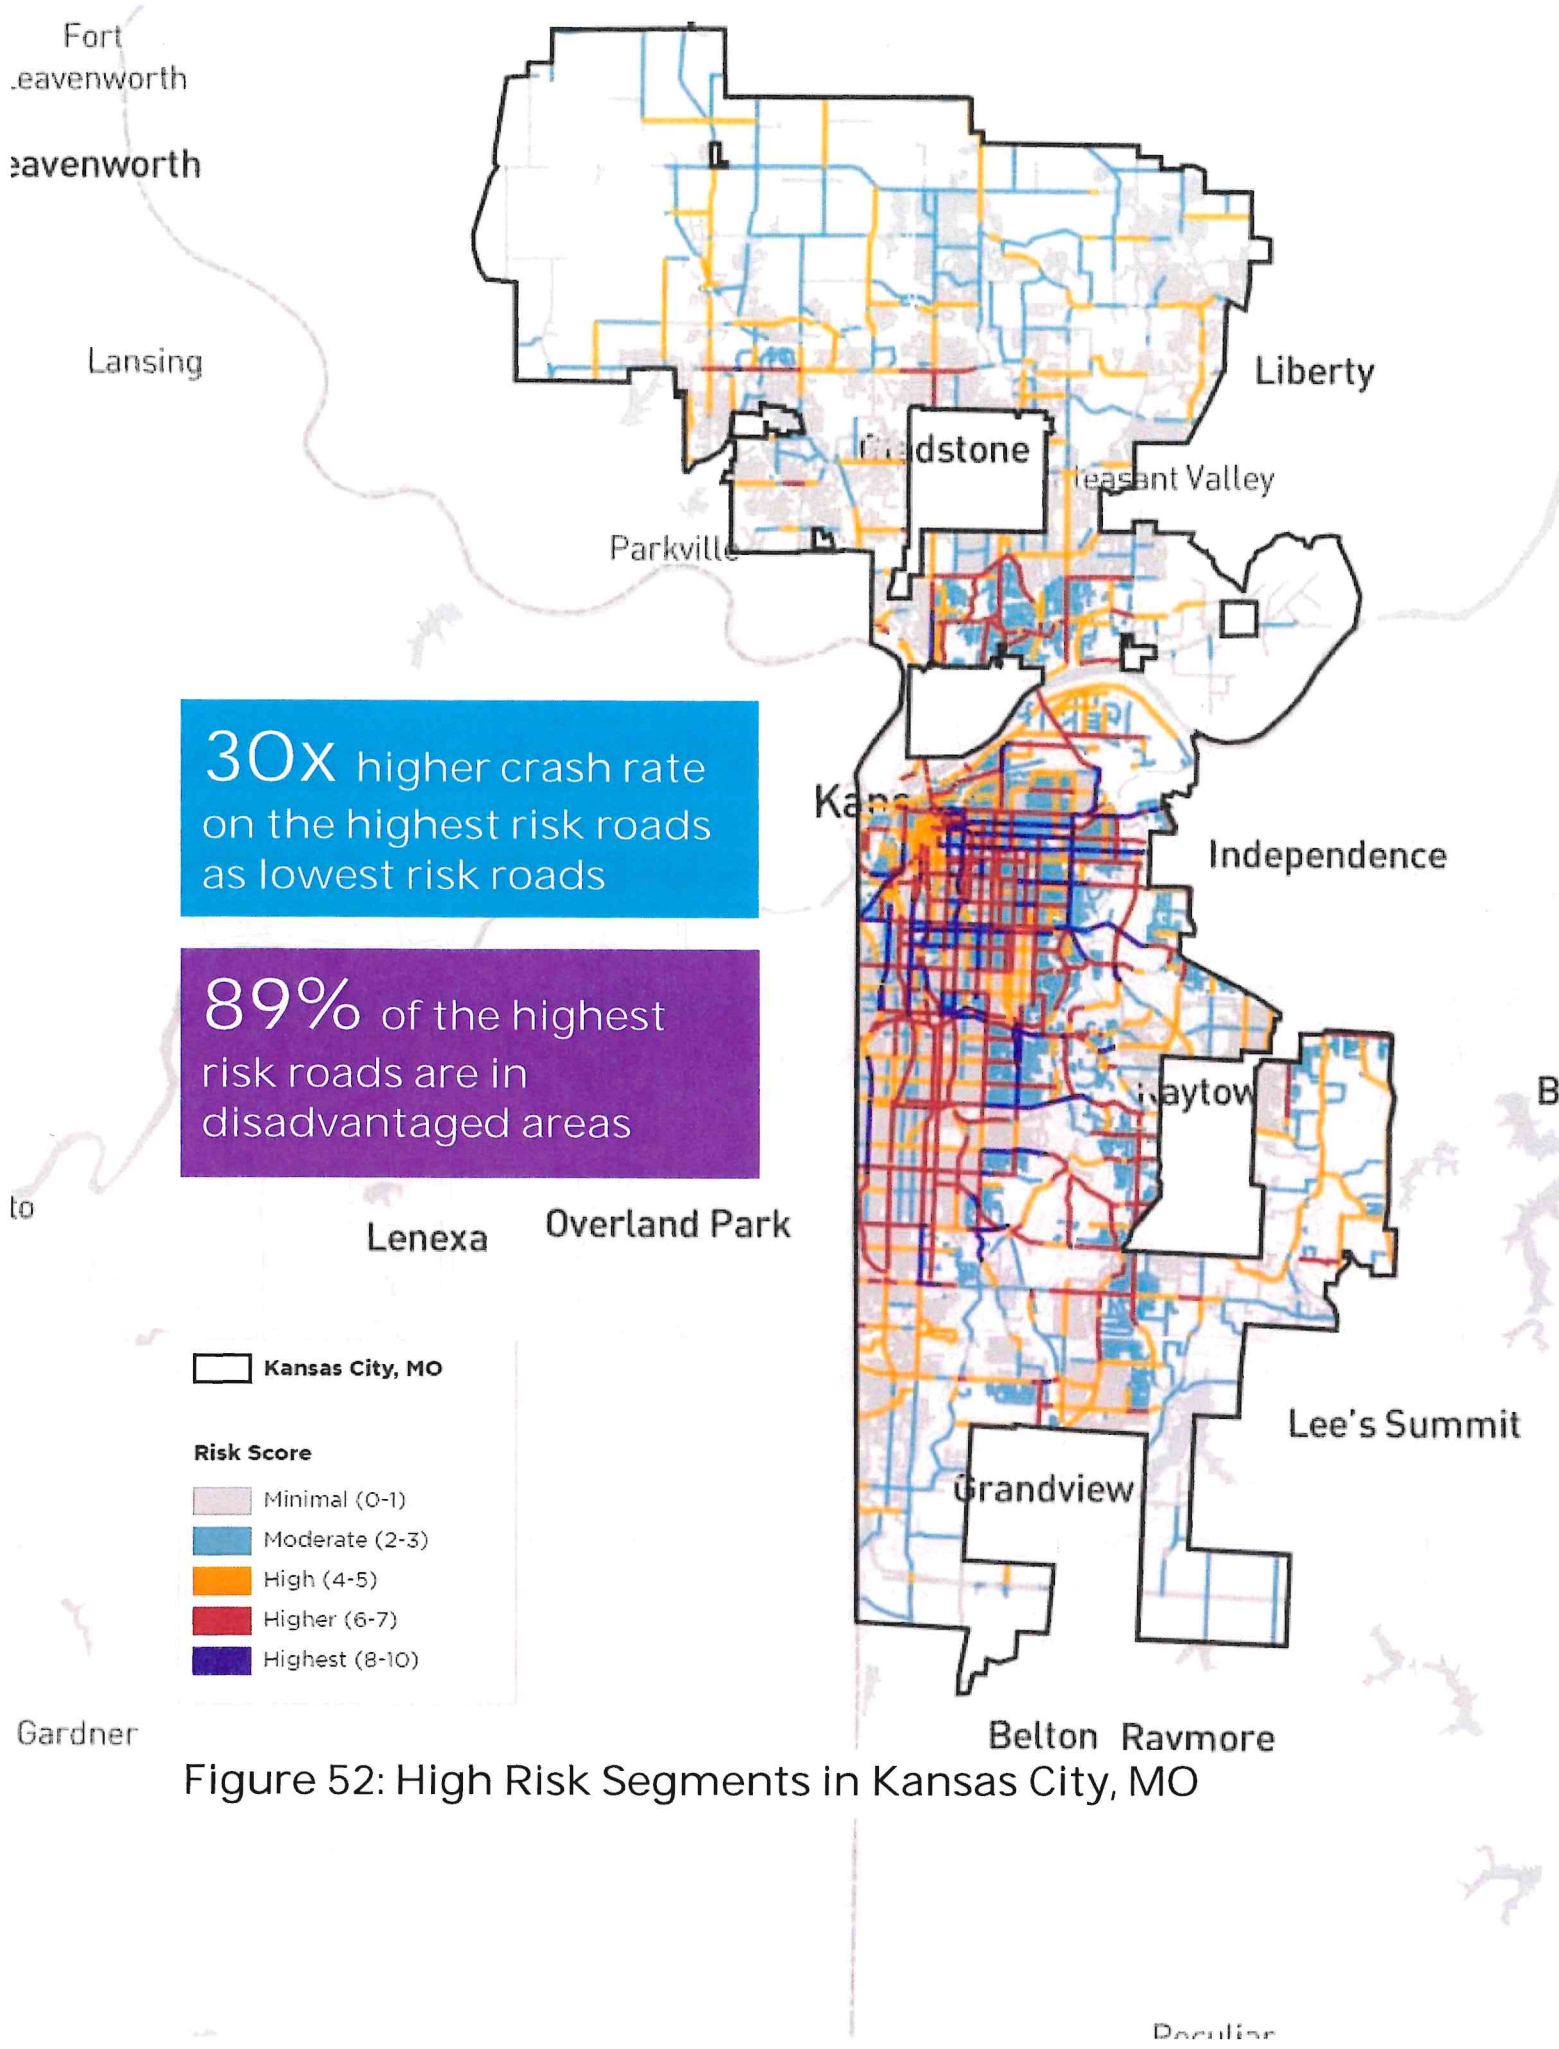 Fort
eavenworth
eavenworth
Lansing
Liberty
dstone
easant Valley
Parkville
30x higher crash rate
on the highest risk roads
as lowest risk roads
Kan
Independence
89% of the highest
risk roads are in
disadvantaged areas
aytow
B
to
Lenexa
Overland Park
Kansas City, MO
Risk Score
Minimal (0-1)
Moderate (2-3)
High (4-5)
Higher (6-7)
Highest (8-10)
Lee's Summit
Grandview
Gardner
Belton
Raymore
Figure 52: High Risk Segments in Kansas City, MO
Peculiar